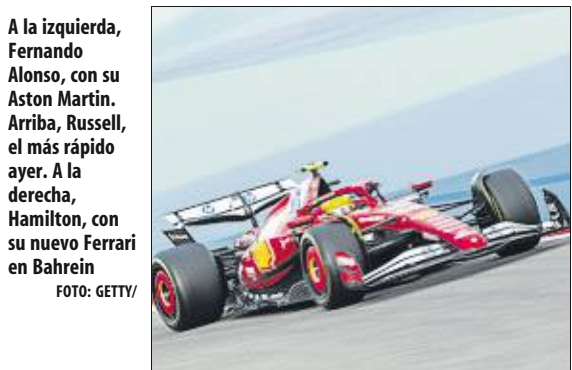 A la izquierda,
Fernando
Alonso, con su
Aston Martin.
Arriba, Russell,
el más rápido
ayer. A la
derecha,
Hamilton, con
su nuevo Ferrari
en Bahrein
FOTO: GETTY/